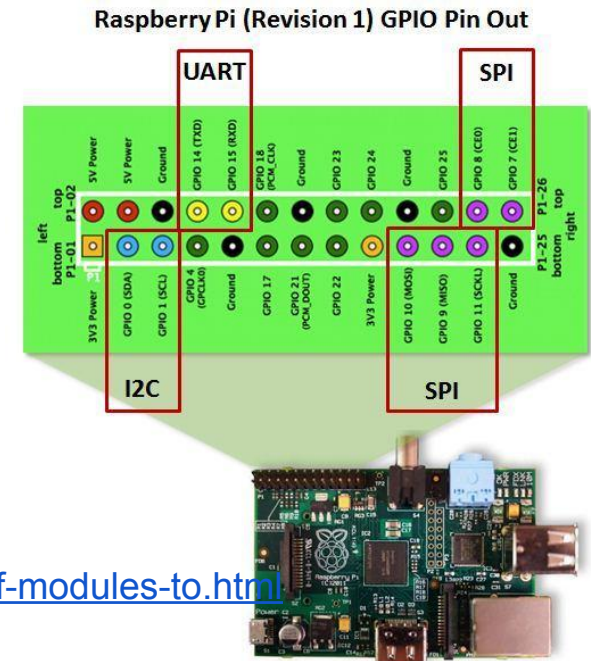 Raspberry Pi (Revision 1) GPIO Pin Out
UART
SPI
5V Power
5V Power
Ground
GPIO 14 (TXD)
GPIO 15 (RXD)
GPIO 18
(PCM_CLK)
Ground
GPIO 23
GPIO 24
Ground
GPIO 25
GPIO 8 (CE0)
GPIO 7 (CE1)
left
top
P1-02
bottom
P1-01
P1-26
top
right
P1-25
bottom
P1
3V3 Power
GPIO 0 (SDA)
GPIO 1 (SCL)
GPIO 4
(GPCLK0)
Ground
GPIO 17
GPIO 21
(PCM_DOUT)
GPIO 22
3V3 Power
GPIO 10 (MOSI)
GPIO 9 (MISO)
GPIO 11 (SCKL)
Ground
I2C
SPI
Raspberry Pi
Power
f-modules-to.html